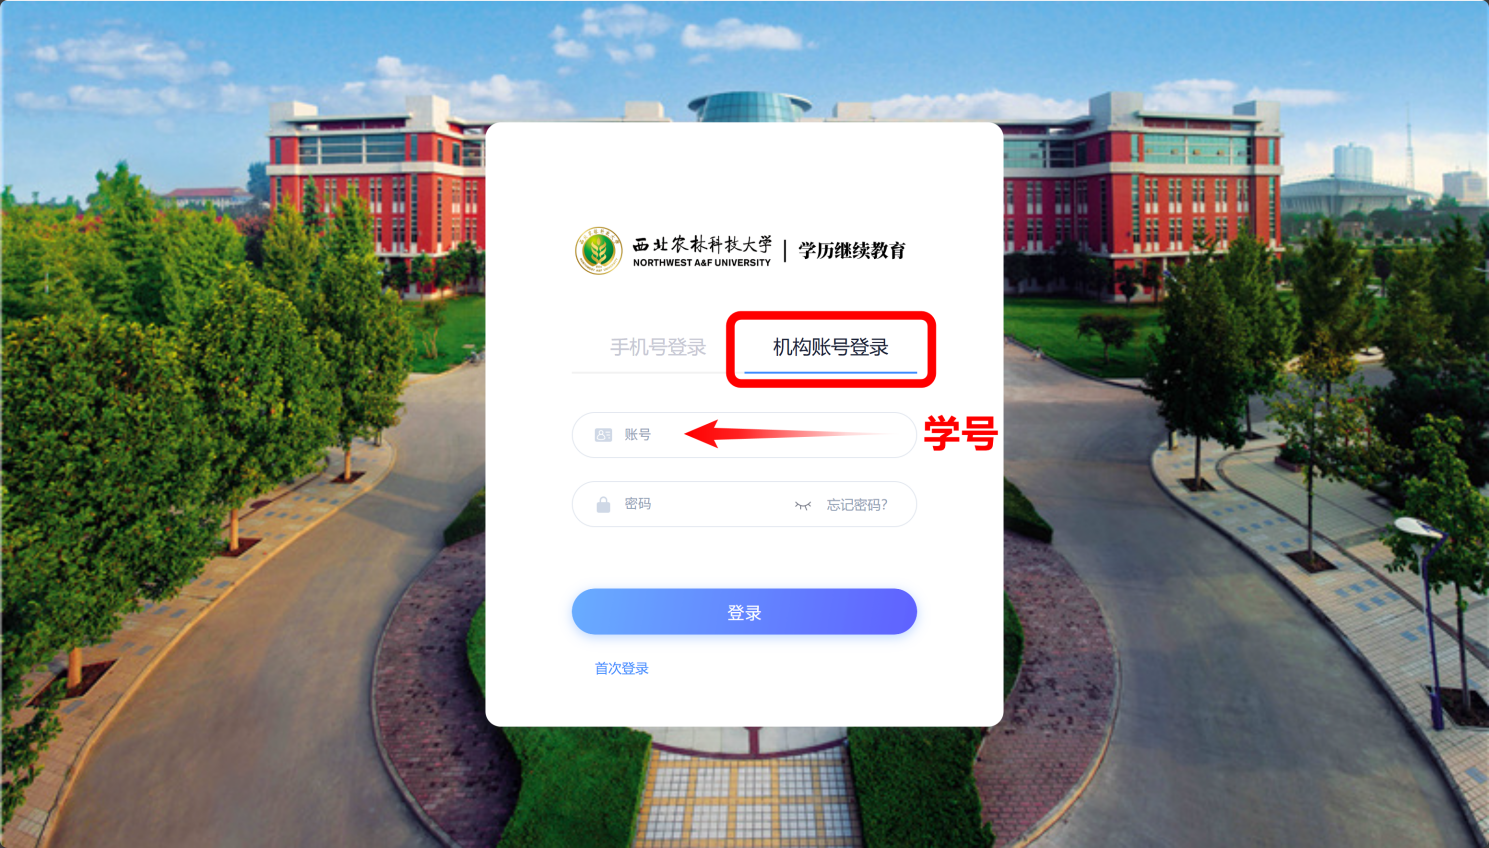 西北农林科技大学 | 学历继续教育
NORTHWEST A&F UNIVERSITY
手机号登录 机构账号登录
账号 学号
密码 忘记密码?
登录
首次登录